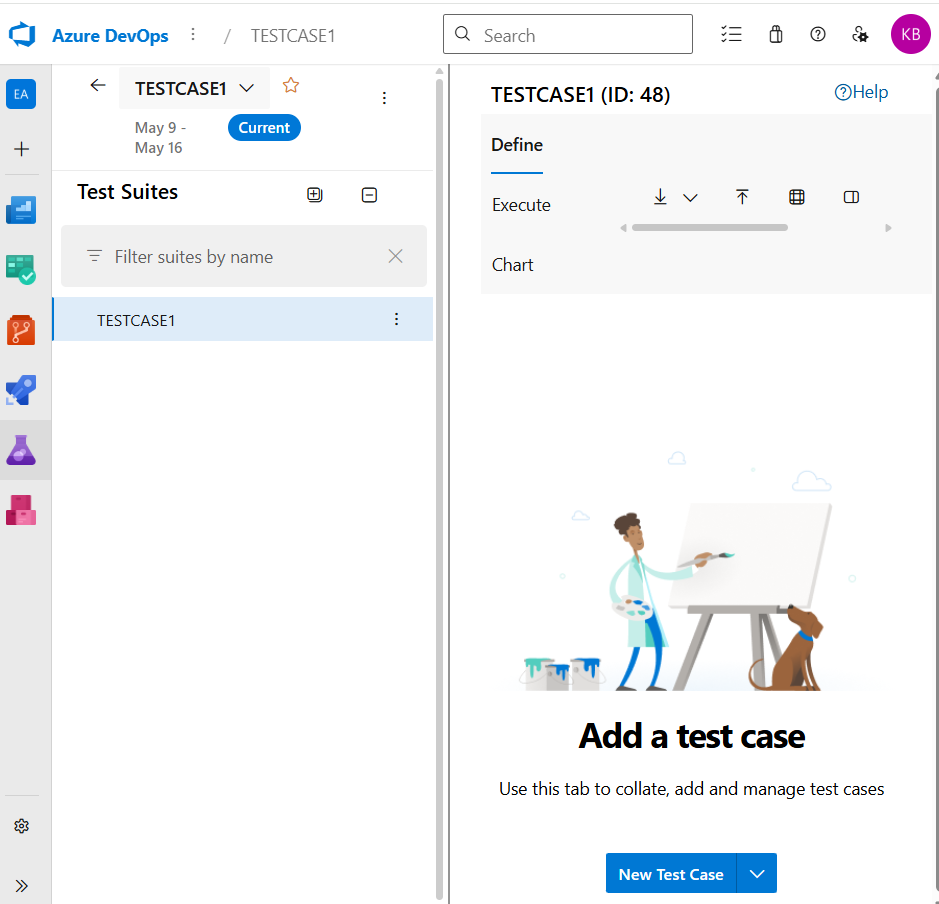 Azure DevOps / TESTCASE1
Search
KB
EA
TESTCASE1
May 9 -
May 16
Current
Test Suites
Filter suites by name
TESTCASE1
TESTCASE1 (ID: 48)
Help
Define
Execute
Chart
Add a test case
Use this tab to collate, add and manage test cases
New Test Case